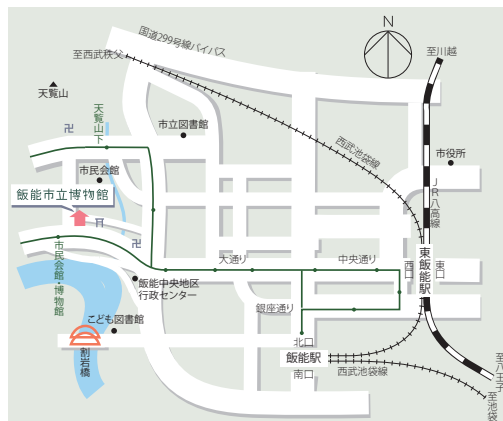 国道299号線バイパス
至西武秩父
N
至川越
天覧山
天覧山下
市立図書館
西武池袋線
市役所
市民会館
JR八高線
飯能市立博物館
市民会館・博物館
大通り
中央通り
西口
東飯能駅
東口
飯能中央地区
行政センター
銀座通り
こども図書館
割岩橋
北口
飯能駅
南口
西武池袋線
至八王子
至池袋